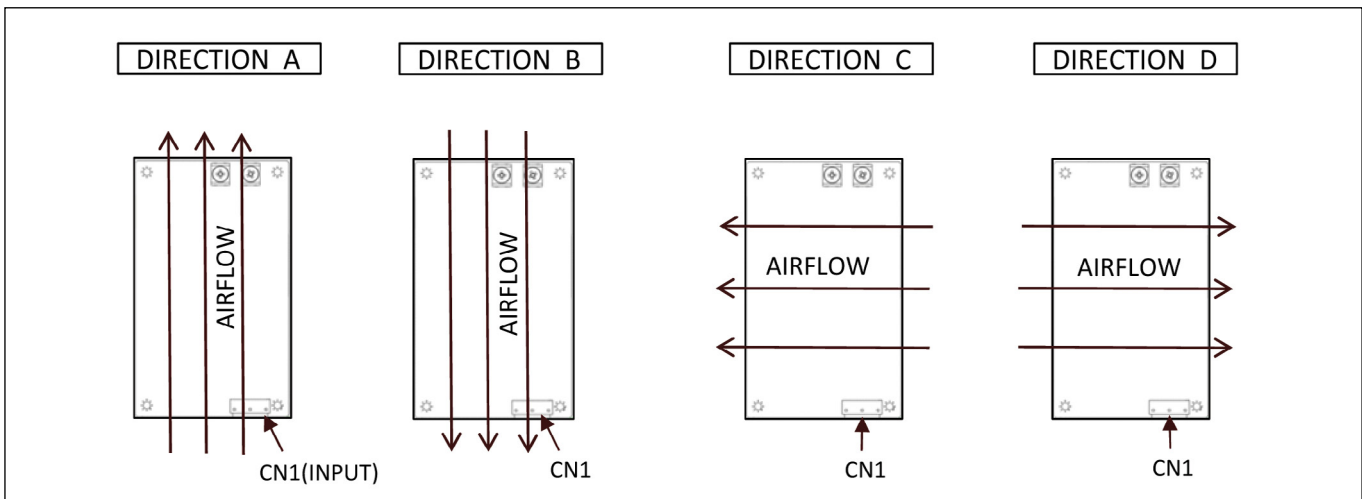 DIRECTION A
DIRECTION B
DIRECTION C
DIRECTION D
AIRFLOW
AIRFLOW
AIRFLOW
AIRFLOW
CN1(INPUT)
CN1
CN1
CN1